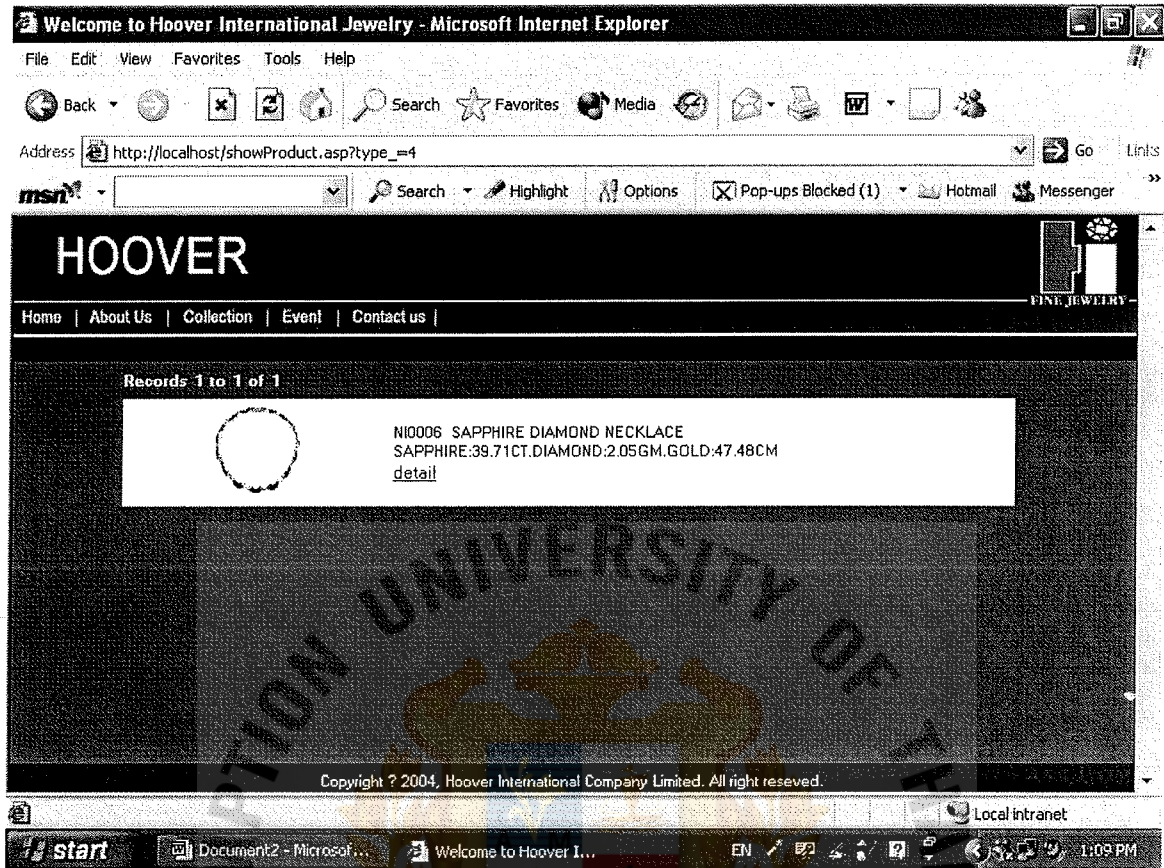 Welcome to Hoover International Jewelry - Microsoft Internet Explorer
File Edit View Favorites Tools Help
Back Search Favorites Media
Address http://localhost/showProduct.asp?type_=4 Go Links
msn Search Highlight Options Pop-ups Blocked (1) Hotmail Messenger »
HOOVER
FINE JEWELRY
Home | About Us | Collection | Event | Contact us |
Records 1 to 1 of 1
NI0006 SAPPHIRE DIAMOND NECKLACE
SAPPHIRE:39.71CT.DIAMOND:2.05GM.GOLD:47.48CM
detail
UNIVERSITY OF
Copyright ? 2004, Hoover International Company Limited. All right reseved.
Local intranet
start Document2 - Microsof... Welcome to Hoover I... EN 1:09 PM